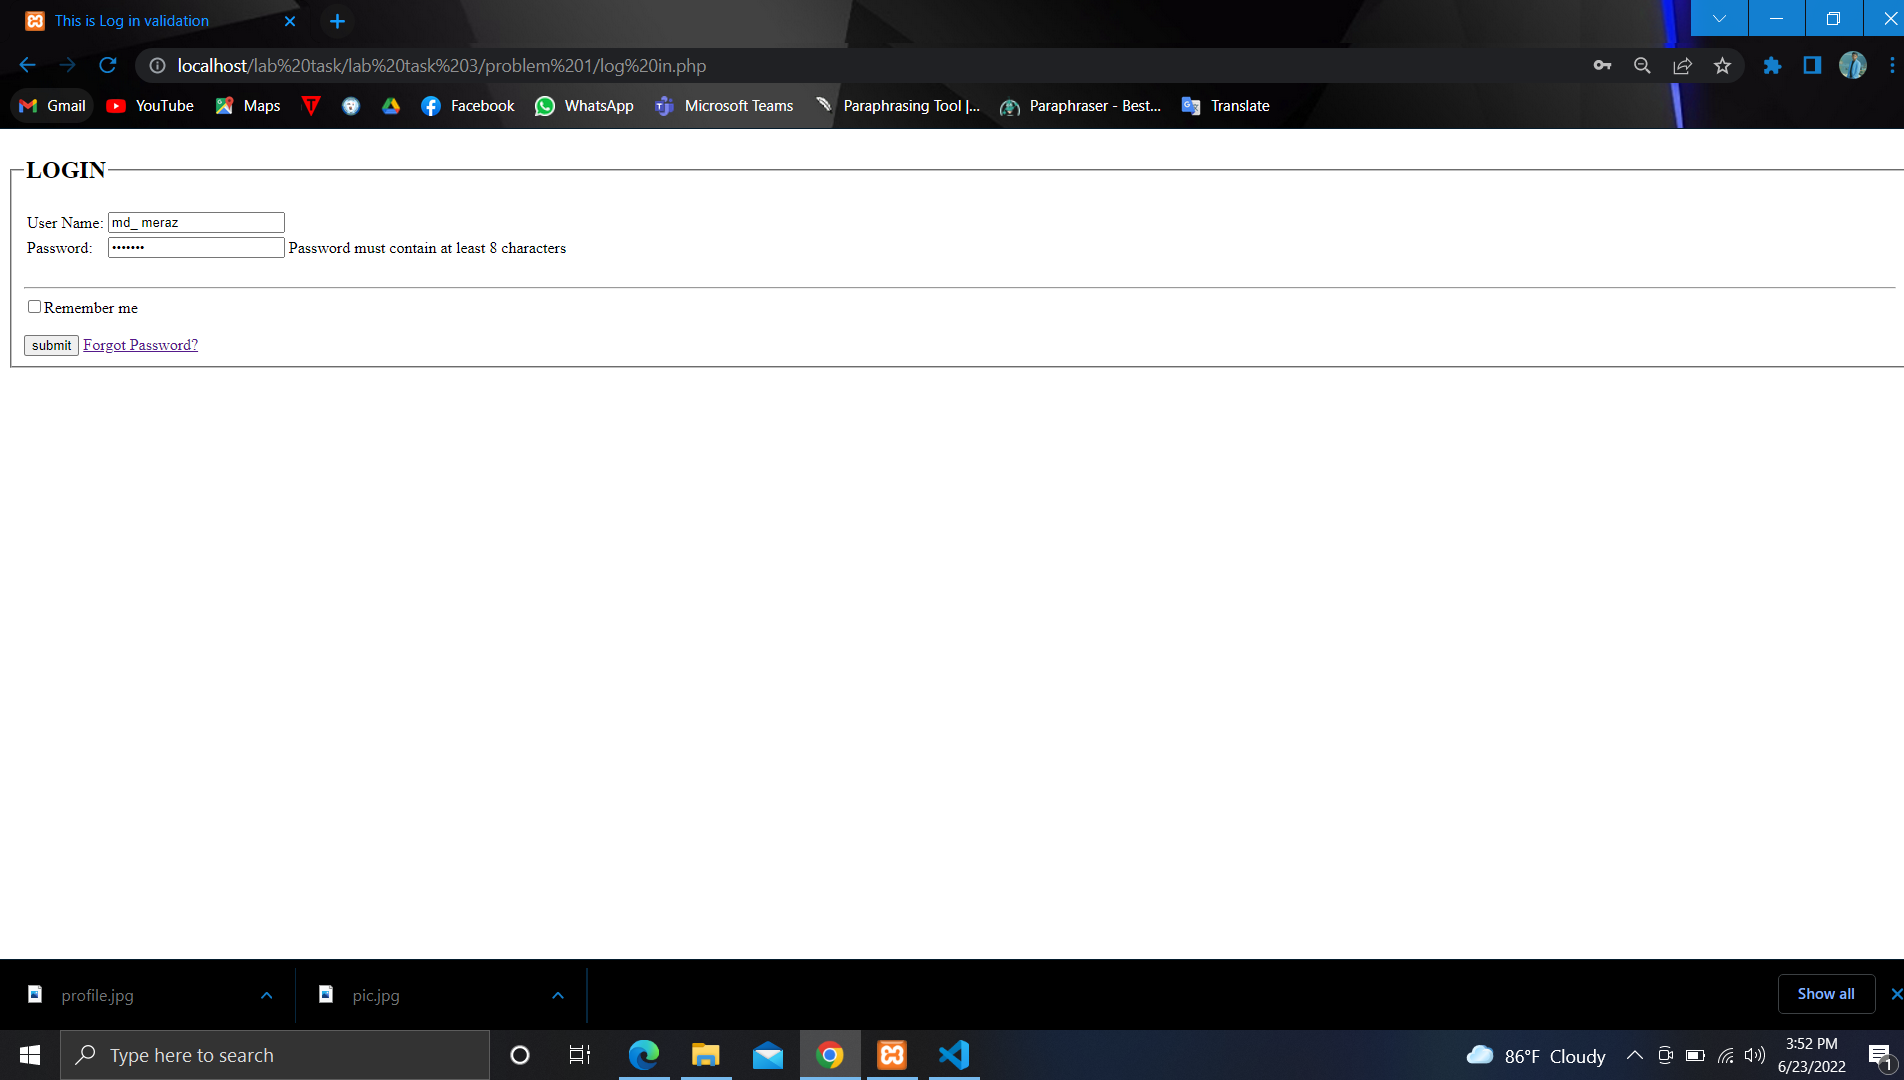 This is Log in validation
localhost/lab%20task/lab%20task%203/problem%201/log%20in.php
Gmail YouTube Maps Facebook WhatsApp Microsoft Teams Paraphrasing Tool |... Paraphraser - Best... Translate
LOGIN
User Name: md_ meraz
Password: ••••••• Password must contain at least 8 characters
Remember me
submit Forgot Password?
profile.jpg pic.jpg Show all
Type here to search
86°F Cloudy
3:52 PM
6/23/2022
1